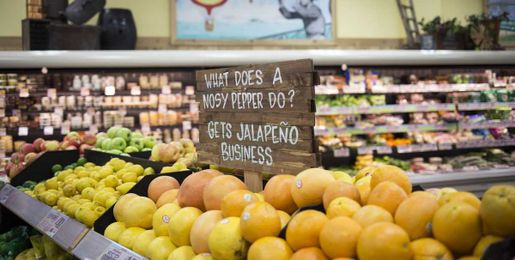 WHAT DOES A
NOSY PEPPER DO?
GETS JALAPEÑO
BUSINESS